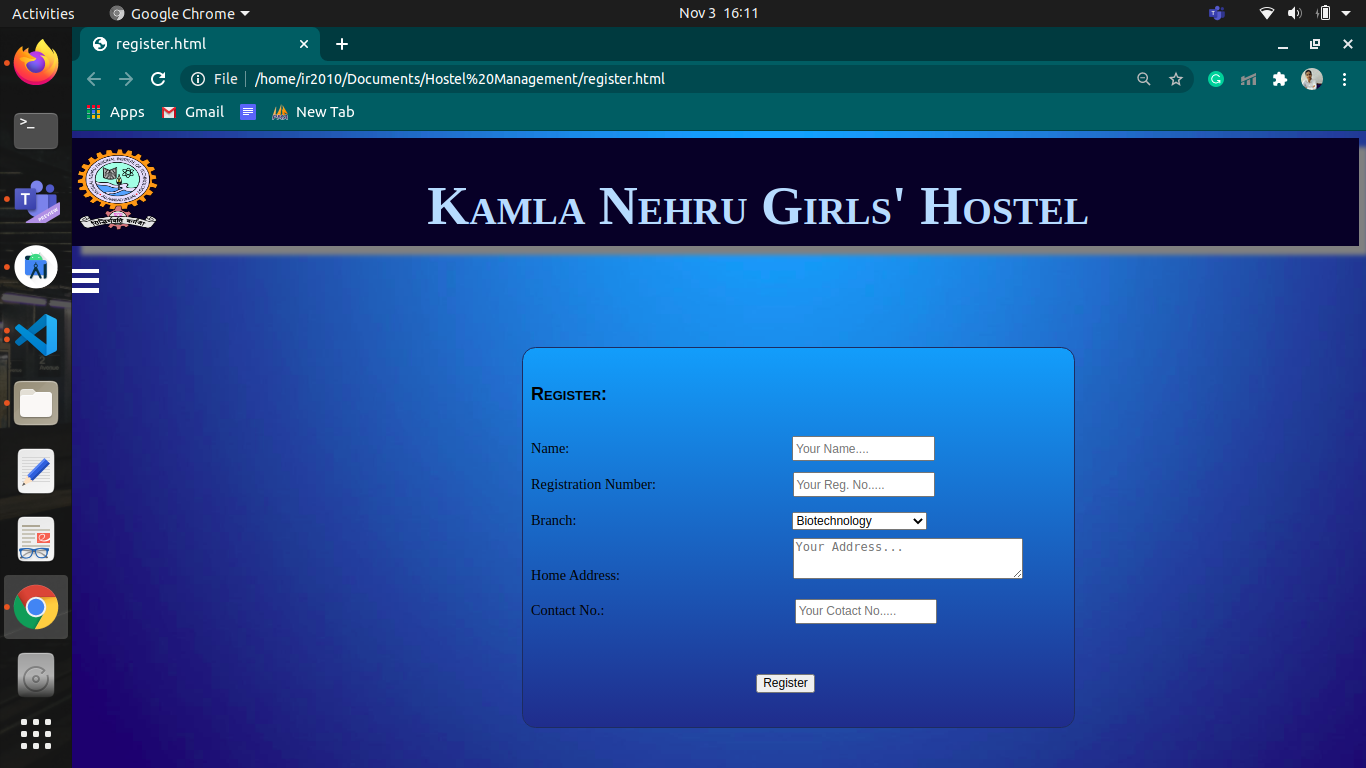 Activities Google Chrome Nov 3 16:11
register.html
File /home/ir2010/Documents/Hostel%20Management/register.html
Apps Gmail New Tab
Kamla Nehru Girls' Hostel
Register:
Name: Your Name....
Registration Number: Your Reg. No.....
Branch: Biotechnology
Your Address...
Home Address:
Contact No.: Your Cotact No.....
Register